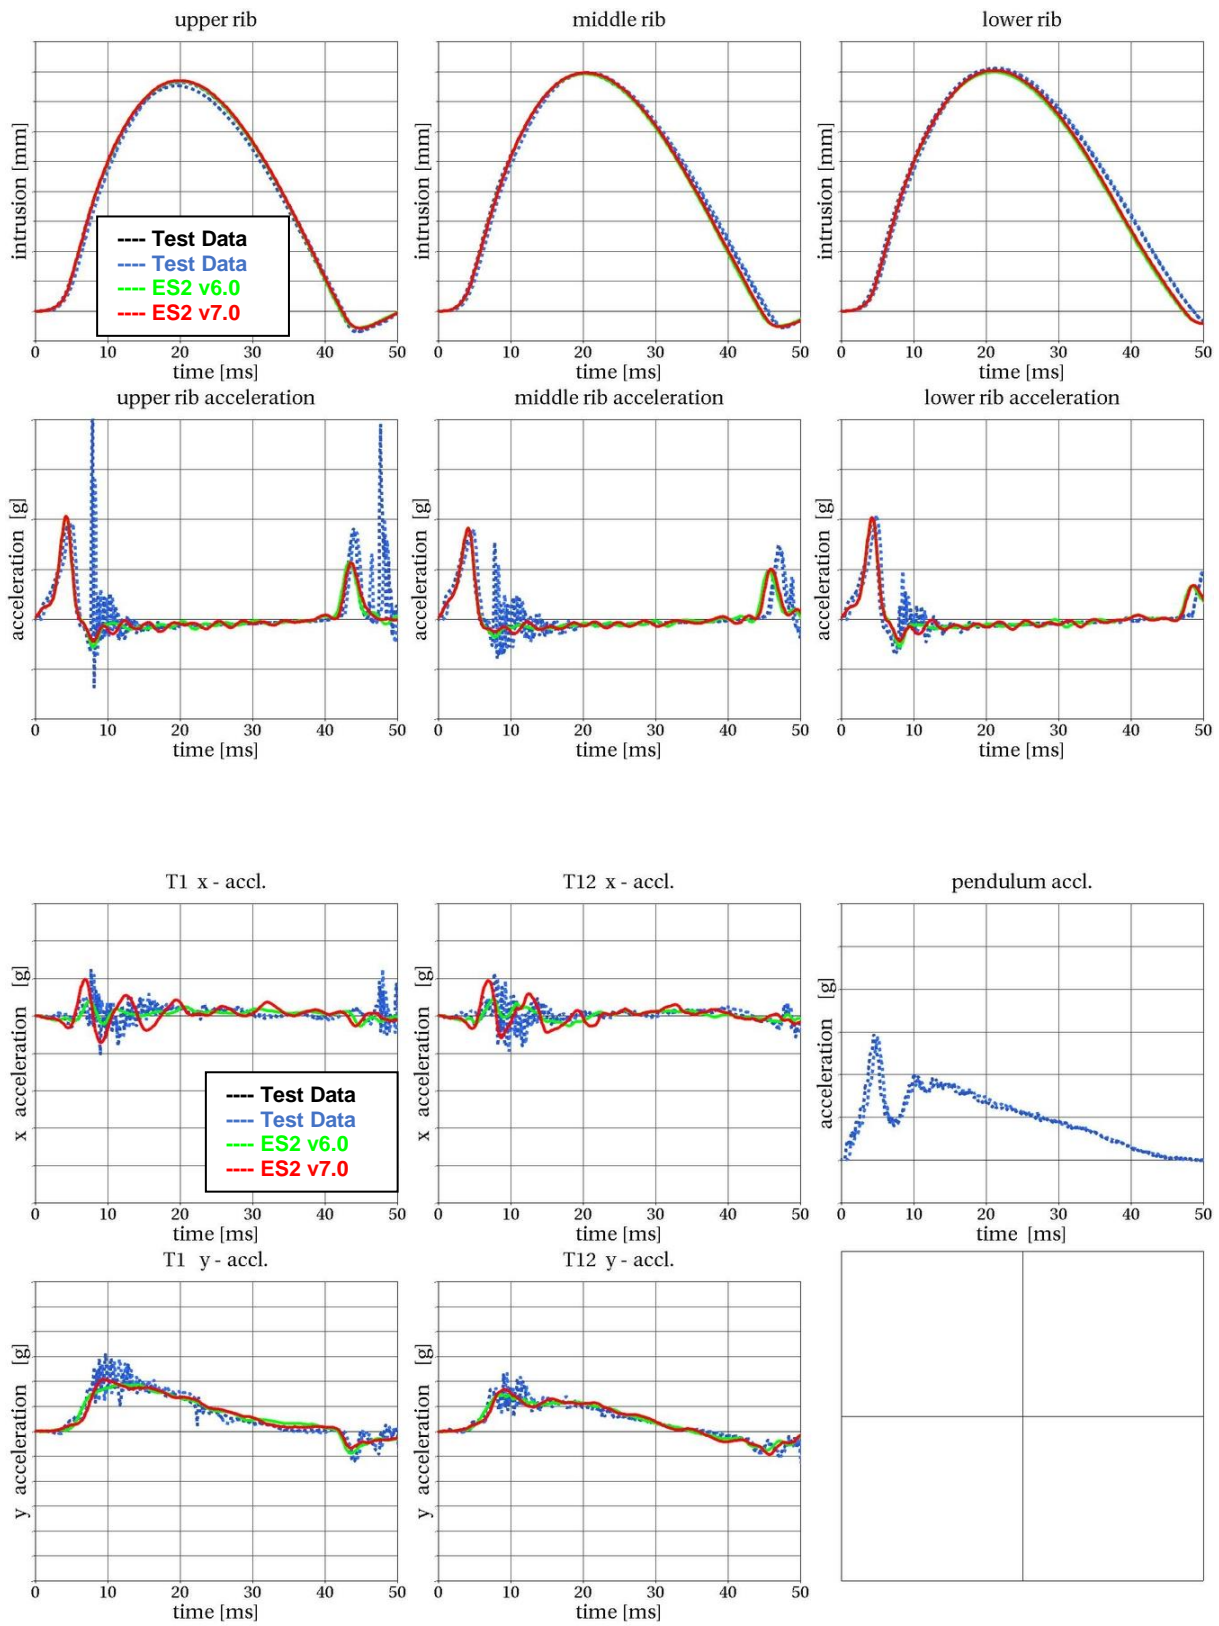 upper rib
middle rib
lower rib
intrusion [mm]
intrusion [mm]
intrusion [mm]
---- Test Data
---- Test Data
---- ES2 v6.0
---- ES2 v7.0
0 10 20 30 40 50
0 10 20 30 40 50
0 10 20 30 40 50
time [ms]
time [ms]
time [ms]
upper rib acceleration
middle rib acceleration
lower rib acceleration
acceleration [g]
acceleration [g]
acceleration [g]
0 10 20 30 40 50
0 10 20 30 40 50
0 10 20 30 40 50
time [ms]
time [ms]
time [ms]
T1 x - accl.
T12 x - accl.
pendulum accl.
x acceleration [g]
x acceleration [g]
acceleration [g]
---- Test Data
---- Test Data
---- ES2 v6.0
---- ES2 v7.0
0 10 20 30 40 50
0 10 20 30 40 50
0 10 20 30 40 50
time [ms]
time [ms]
time [ms]
T1 y - accl.
T12 y - accl.
y acceleration [g]
y acceleration [g]
0 10 20 30 40 50
0 10 20 30 40 50
time [ms]
time [ms]